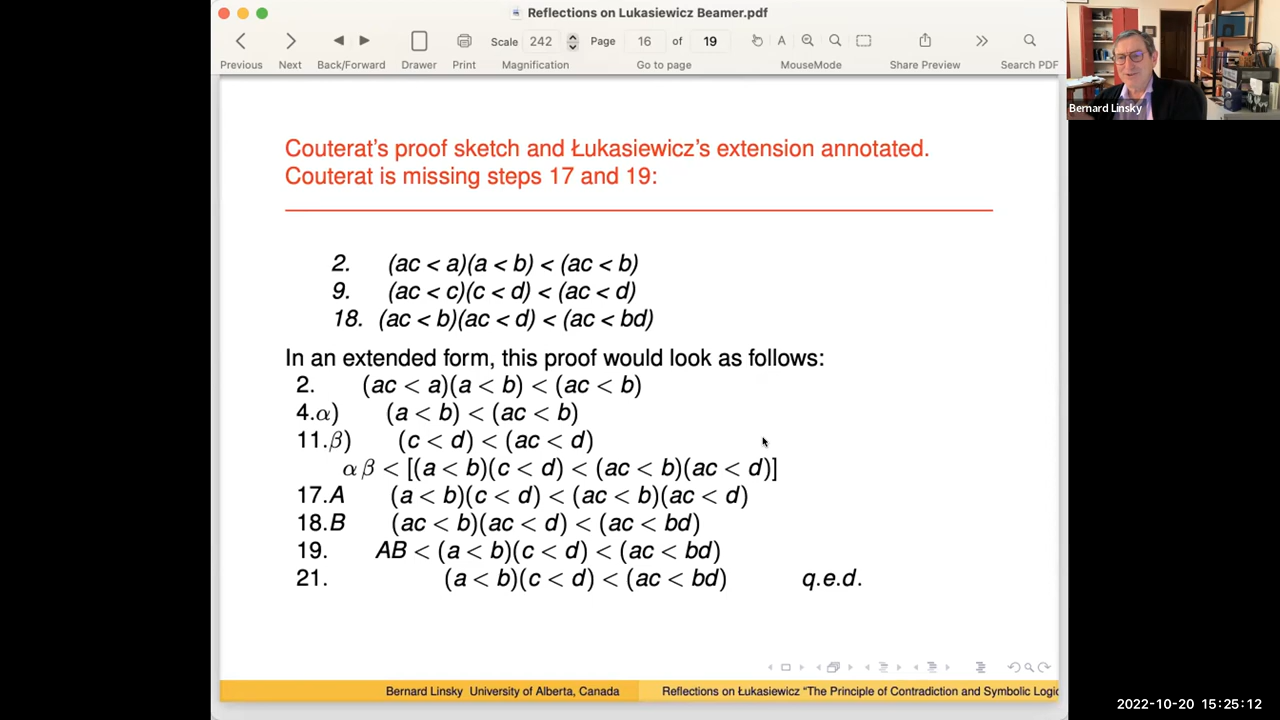 Reflections on Lukasiewicz Beamer.pdf
Scale 242 Page 16 of 19 A
Previous Next Back/Forward Drawer Print Magnification Go to page MouseMode Share Preview Search PDF
Bernard Linsky
Couterat's proof sketch and Łukasiewicz's extension annotated.
Couterat is missing steps 17 and 19:
2. (ac < a)(a < b) < (ac < b)
9. (ac < c)(c < d) < (ac < d)
18. (ac < b)(ac < d) < (ac < bd)
In an extended form, this proof would look as follows:
2. (ac < a)(a < b) < (ac < b)
4.α) (a < b) < (ac < b)
11.β) (c < d) < (ac < d)
α β < [(a < b)(c < d) < (ac < b)(ac < d)]
17.A (a < b)(c < d) < (ac < b)(ac < d)
18.B (ac < b)(ac < d) < (ac < bd)
19. AB < (a < b)(c < d) < (ac < bd)
21. (a < b)(c < d) < (ac < bd) q.e.d.
Bernard Linsky University of Alberta, Canada Reflections on Łukasiewicz “The Principle of Contradiction and Symbolic Logic
2022-10-20 15:25:12